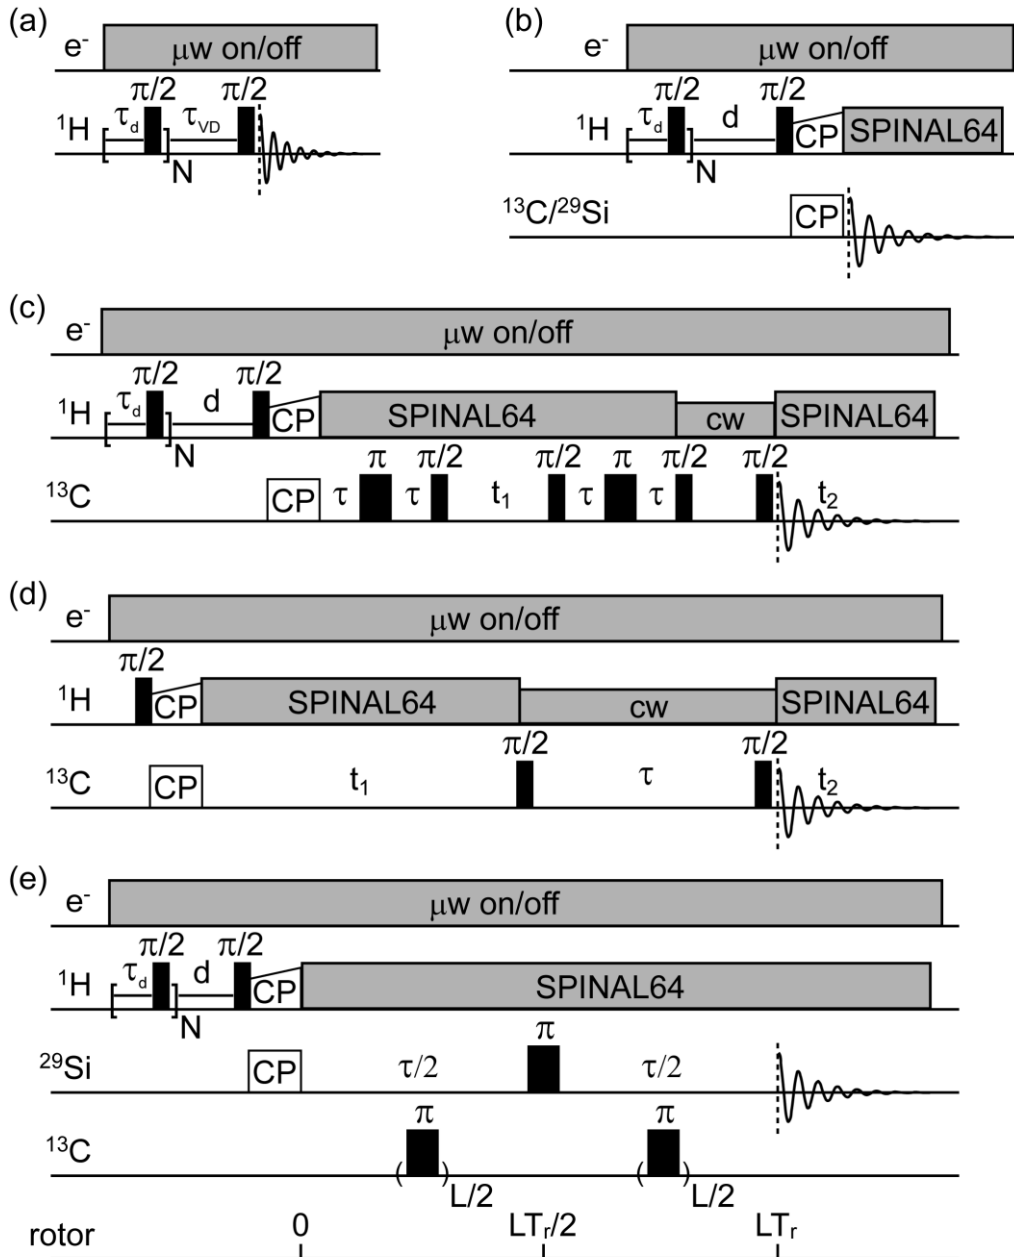 (a)
e⁻ μw on/off
π/2 π/2
¹H [ τd ]N τVD
(b)
e⁻ μw on/off
π/2 π/2
¹H [ τd ]N d CP SPINAL64
¹³C/²⁹Si CP
(c)
e⁻ μw on/off
π/2 π/2
¹H [ τd ]N d CP SPINAL64 cw SPINAL64
π π/2 π/2 π π/2 π/2
¹³C CP τ τ t₁ τ τ t₂
(d)
e⁻ μw on/off
π/2
¹H CP SPINAL64 cw SPINAL64
π/2 π/2
¹³C CP t₁ τ t₂
(e)
e⁻ μw on/off
π/2 π/2
¹H [ τd ]N d CP SPINAL64
π
²⁹Si CP τ/2 τ/2
π π
¹³C ( )L/2 ( )L/2
rotor 0 LTr/2 LTr